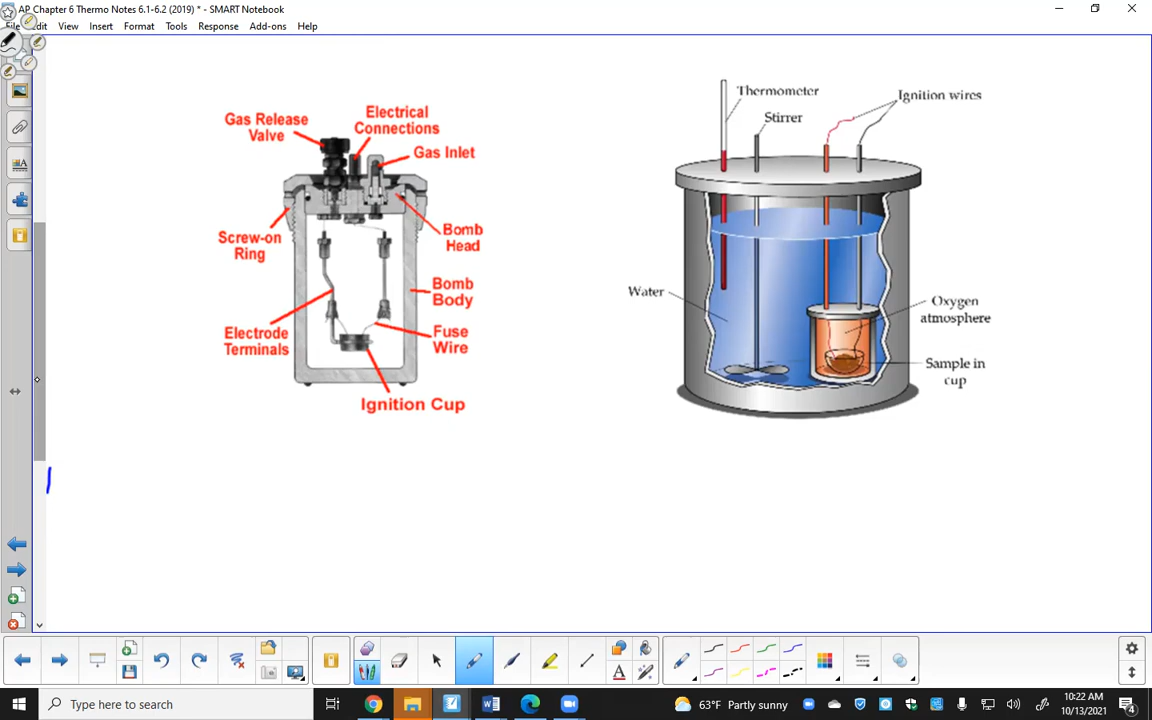 AP Chapter 6 Thermo Notes 6.1-6.2 (2019) * - SMART Notebook
File Edit View Insert Format Tools Response Add-ons Help
Gas Release
Valve
Electrical
Connections
Gas Inlet
Screw-on
Ring
Bomb
Head
Bomb
Body
Electrode
Terminals
Fuse
Wire
Ignition Cup
Thermometer
Stirrer
Ignition wires
Water
Oxygen
atmosphere
Sample in
cup
Type here to search
63°F Partly sunny
10:22 AM
10/13/2021
4